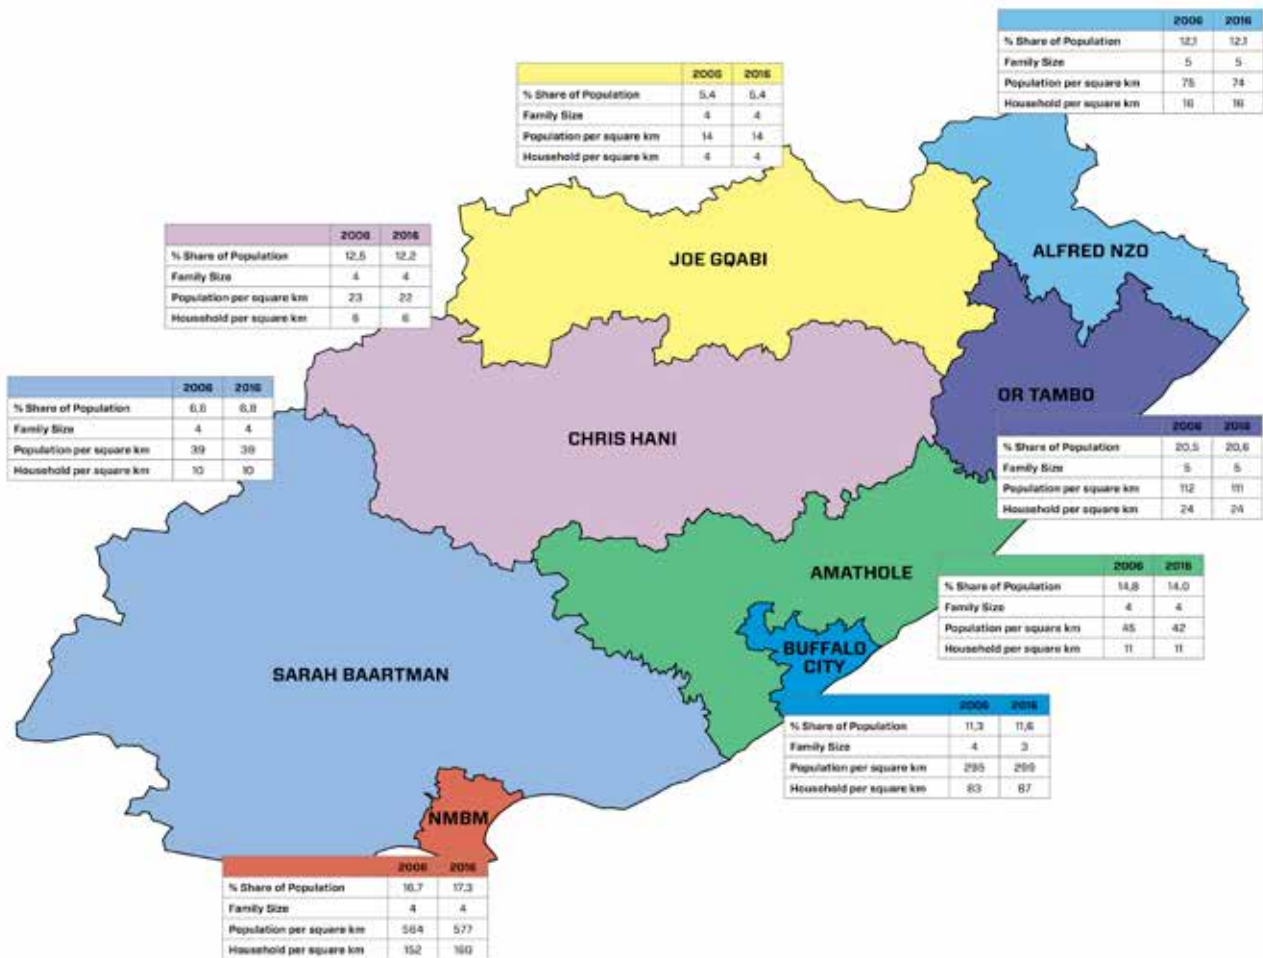 2006 2016
% Share of Population 12,1 12,1
Family Size 5 5
Population per square km 75 74
Household per square km 16 16
2006 2016
% Share of Population 5,4 5,4
Family Size 4 4
Population per square km 14 14
Household per square km 4 4
JOE GQABI
ALFRED NZO
2006 2016
% Share of Population 12,5 12,2
Family Size 4 4
Population per square km 23 22
Household per square km 6 6
2006 2016
% Share of Population 6,6 6,8
Family Size 4 4
Population per square km 39
Household per square km 10 10
CHRIS HANI
OR TAMBO
2006 2016
% Share of Population 20,5 20,6
Family Size 5 5
Population per square km 112 111
Household per square km 24 24
AMATHOLE
2006 2016
% Share of Population 14,8 14,0
Family Size 4 4
Population per square km 45 42
Household per square km 11 11
BUFFALO
CITY
SARAH BAARTMAN
2006 2016
% Share of Population 11,3 11,6
Family Size 4 3
Population per square km 295 299
Household per square km 83 87
NMBM
2006 2016
% Share of Population 16,7 17,3
Family Size 4 4
Population per square km 564 577
Household per square km 152 160